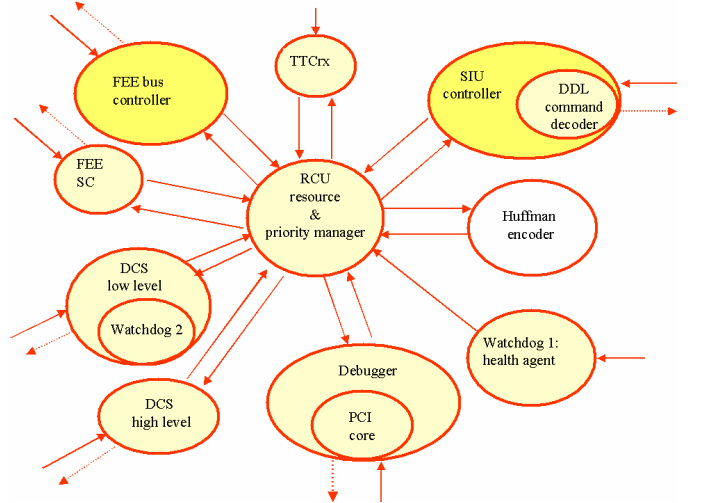 FEE bus
controller
TTCrx
SIU
controller
DDL
command
decoder
FEE
SC
RCU
resource
&
priority manager
Huffman
encoder
DCS
low level
Watchdog 2
Watchdog 1:
health agent
Debugger
PCI
core
DCS
high level